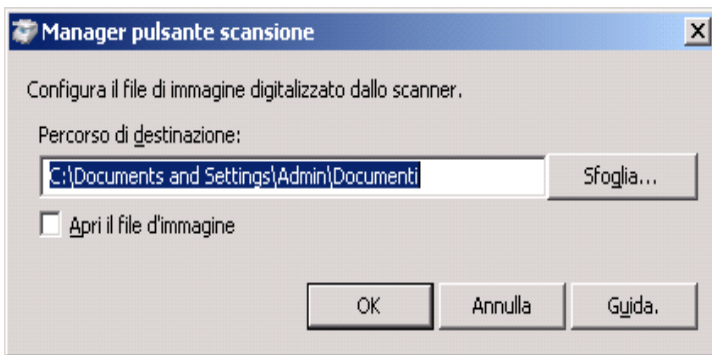 Manager pulsante scansione
Configura il file di immagine digitalizzato dallo scanner.
Percorso di destinazione:
C:\Documents and Settings\Admin\Documenti
Sfoglia...
Apri il file d'immagine
OK
Annulla
Guida.